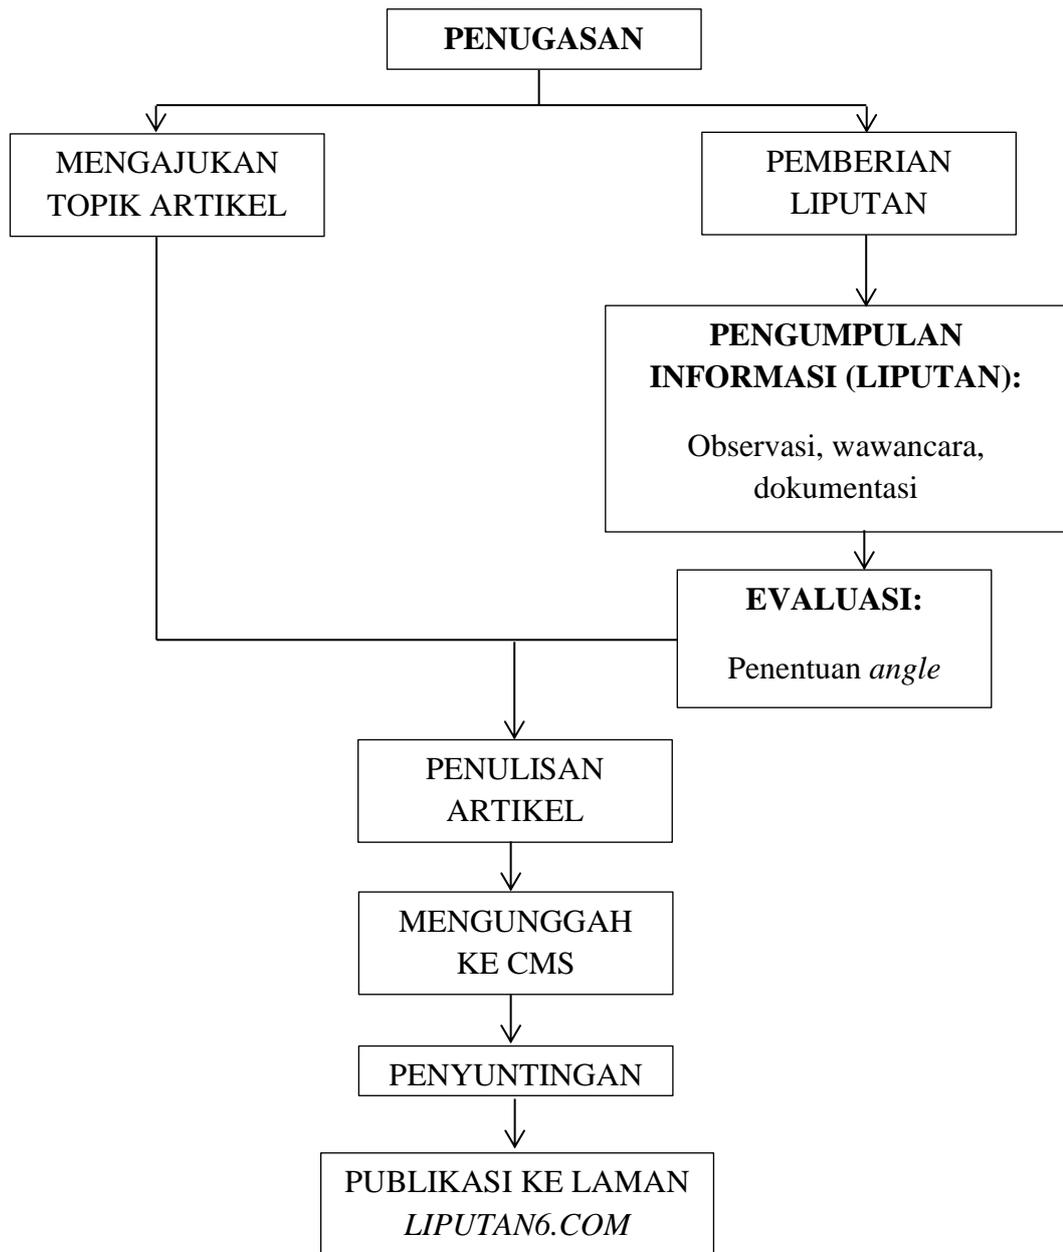 PENUGASAN
MENGAJUKAN
TOPIK ARTIKEL
PEMBERIAN
LIPUTAN
PENGUMPULAN
INFORMASI (LIPUTAN):
Observasi, wawancara,
dokumentasi
EVALUASI:
Penentuan angle
PENULISAN
ARTIKEL
MENGUNGGAH
KE CMS
PENYUNTINGAN
PUBLIKASI KE LAMAN
LIPUTAN6.COM